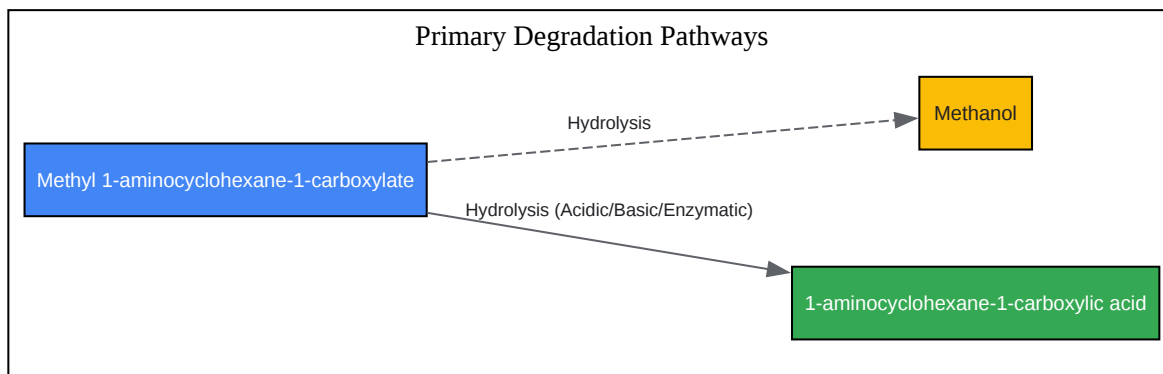 Primary Degradation Pathways
Methanol
Hydrolysis
Methyl 1-aminocyclohexane-1-carboxylate
Hydrolysis (Acidic/Basic/Enzymatic)
1-aminocyclohexane-1-carboxylic acid